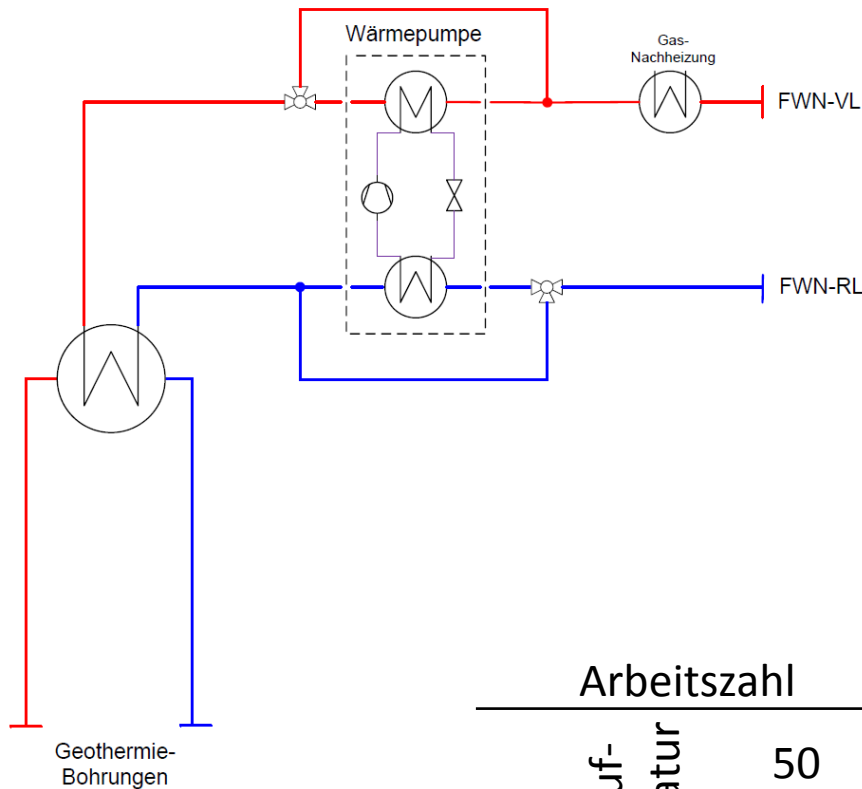 Wärmepumpe
Gas-
Nachheizung
FWN-VL
FWN-RL
Geothermie-
Bohrungen
Arbeitszahl
50